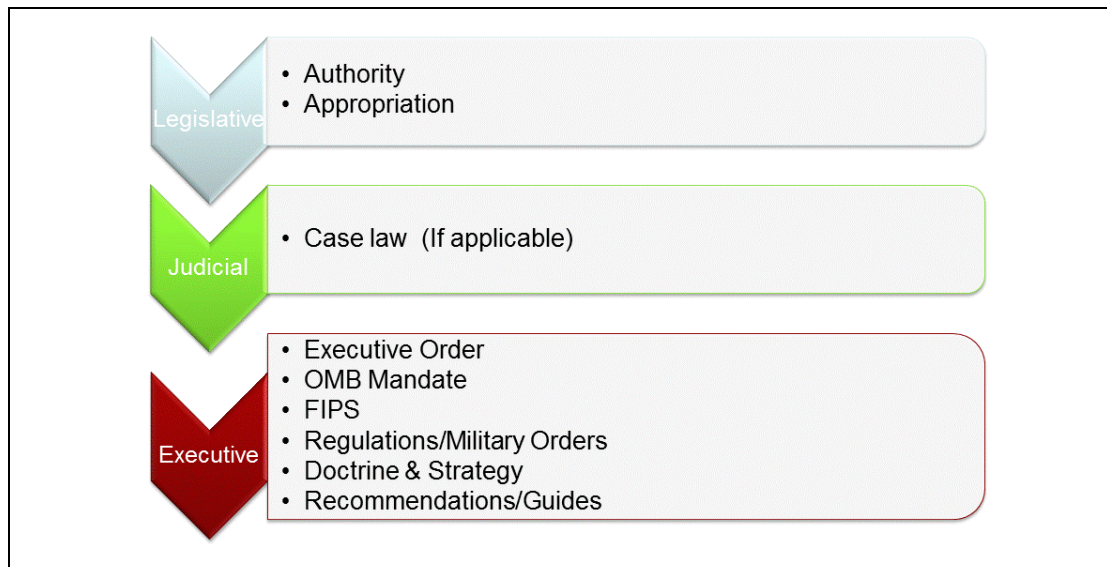 Legislative
• Authority
• Appropriation
Judicial
• Case law  (If applicable)
Executive
• Executive Order
• OMB Mandate
• FIPS
• Regulations/Military Orders
• Doctrine & Strategy
• Recommendations/Guides